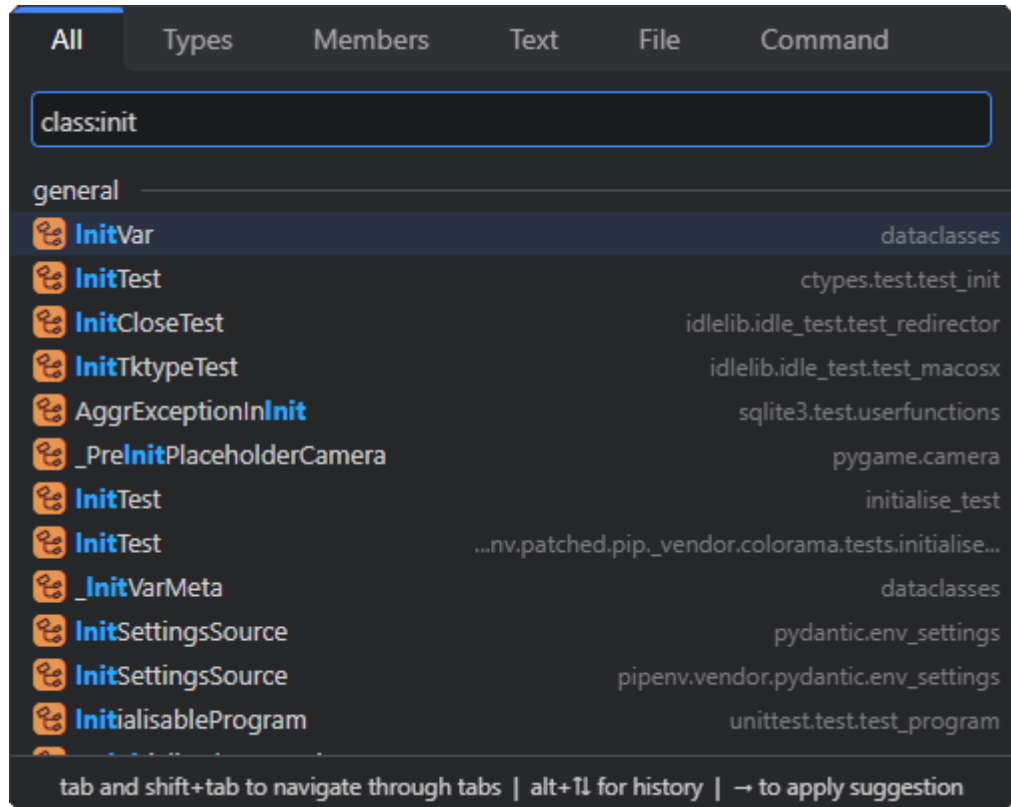 All Types Members Text File Command
class:init
general
InitVar dataclasses
InitTest ctypes.test.test_init
InitCloseTest idlelib.idle_test.test_redirector
InitTktypeTest idlelib.idle_test.test_macosx
AggrExceptionInInit sqlite3.test.userfunctions
_PreInitPlaceholderCamera pygame.camera
InitTest initialise_test
InitTest ...nv.patched.pip._vendor.colorama.tests.initialise...
_InitVarMeta dataclasses
InitSettingsSource pydantic.env_settings
InitSettingsSource pipenv.vendor.pydantic.env_settings
InitialisableProgram unittest.test.test_program
tab and shift+tab to navigate through tabs | alt+⇅ for history | → to apply suggestion